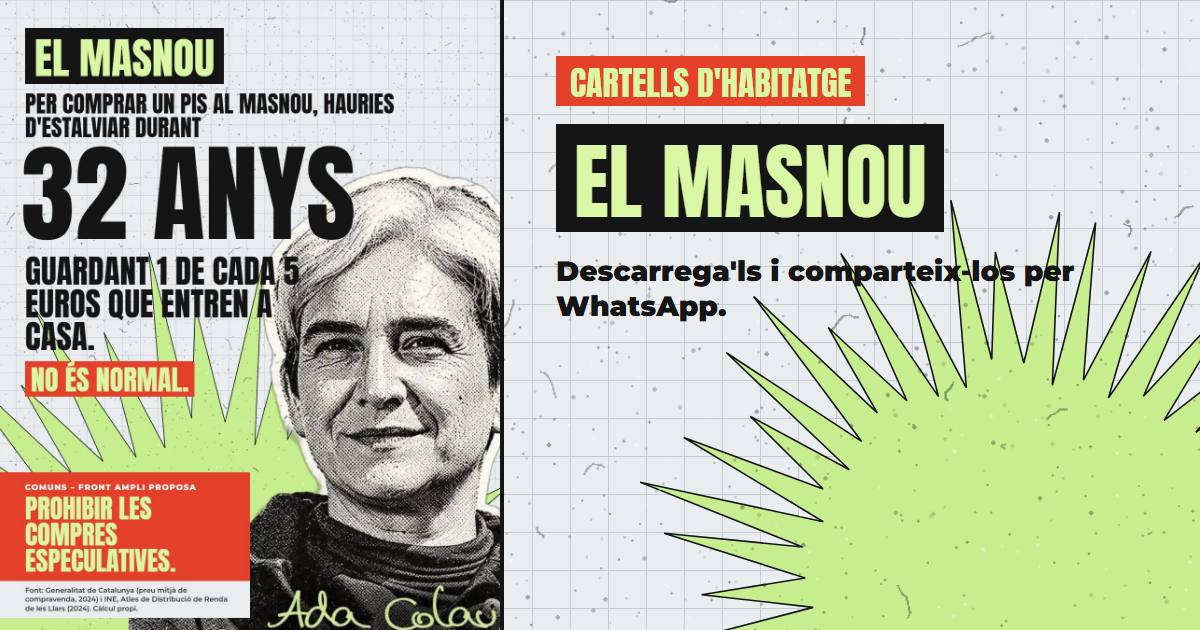 EL MASNOU
PER COMPRAR UN PIS AL MASNOU, HAURIES
D'ESTALVIAR DURANT
32 ANYS
GUARDANT 1 DE CADA 5
EUROS QUE ENTREN A
CASA.
NO ÉS NORMAL.
COMUNS – FRONT AMPLI PROPOSA
PROHIBIR LES
COMPRES
ESPECULATIVES.
Font: Generalitat de Catalunya (preu mitjà de
compravenda, 2024) i INE, Atles de Distribució de Renda
de les Llars (2024). Càlcul propi.
Ada Colau
CARTELLS D'HABITATGE
EL MASNOU
Descarrega'ls i comparteix-los per
WhatsApp.